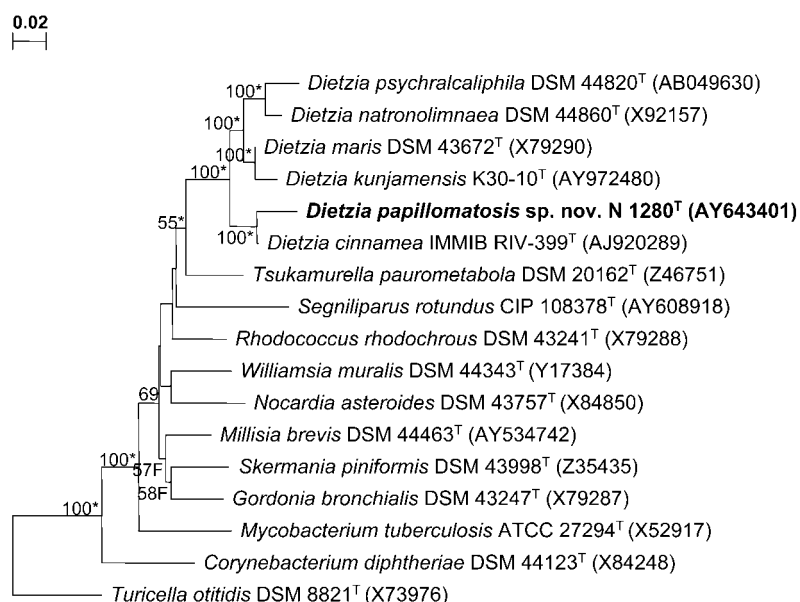 0.02
100*
Dietzia psychralcaliphila DSM 44820T (AB049630)
Dietzia natronolimnaea DSM 44860T (X92157)
100*
Dietzia maris DSM 43672T (X79290)
100*
100*
Dietzia kunjamensis K30-10T (AY972480)
Dietzia papillomatosis sp. nov. N 1280T (AY643401)
55*
100*
Dietzia cinnamea IMMIB RIV-399T (AJ920289)
Tsukamurella paurometabola DSM 20162T (Z46751)
Segniliparus rotundus CIP 108378T (AY608918)
Rhodococcus rhodochrous DSM 43241T (X79288)
Williamsia muralis DSM 44343T (Y17384)
69
Nocardia asteroides DSM 43757T (X84850)
Millisia brevis DSM 44463T (AY534742)
100*
57F
Skermania piniformis DSM 43998T (Z35435)
58F
Gordonia bronchialis DSM 43247T (X79287)
100*
Mycobacterium tuberculosis ATCC 27294T (X52917)
Corynebacterium diphtheriae DSM 44123T (X84248)
Turicella otitidis DSM 8821T (X73976)